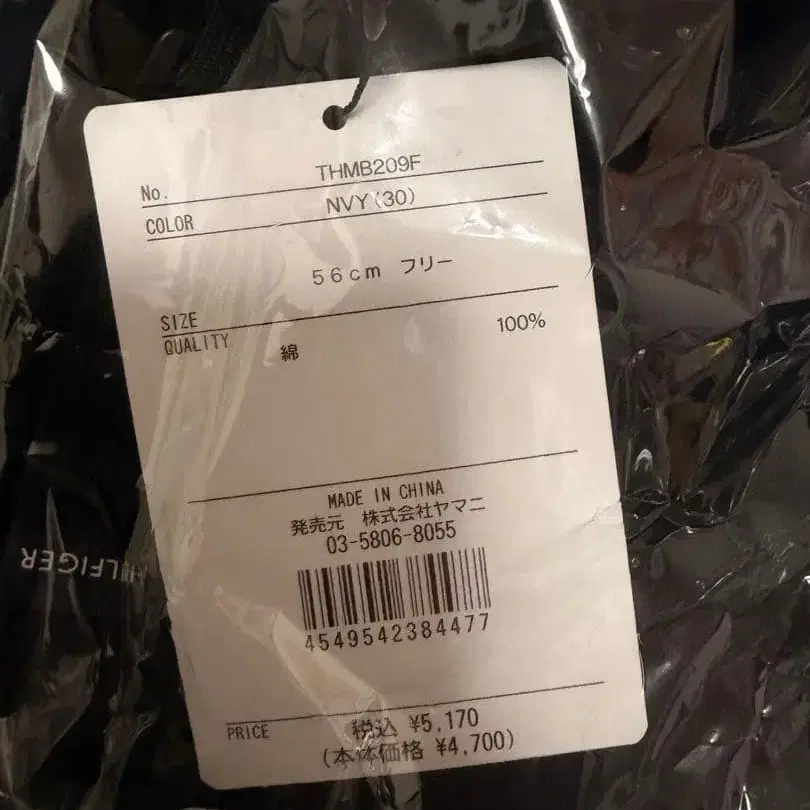 No. THMB209F
COLOR NVY(30)
56cm フリー
SIZE
QUALITY 綿 100%
MADE IN CHINA
発売元 株式会社ヤマニ
03-5806-8055
4549542384477
PRICE 税込 ¥5,170
(本体価格 ¥4,700)
HILFIGER